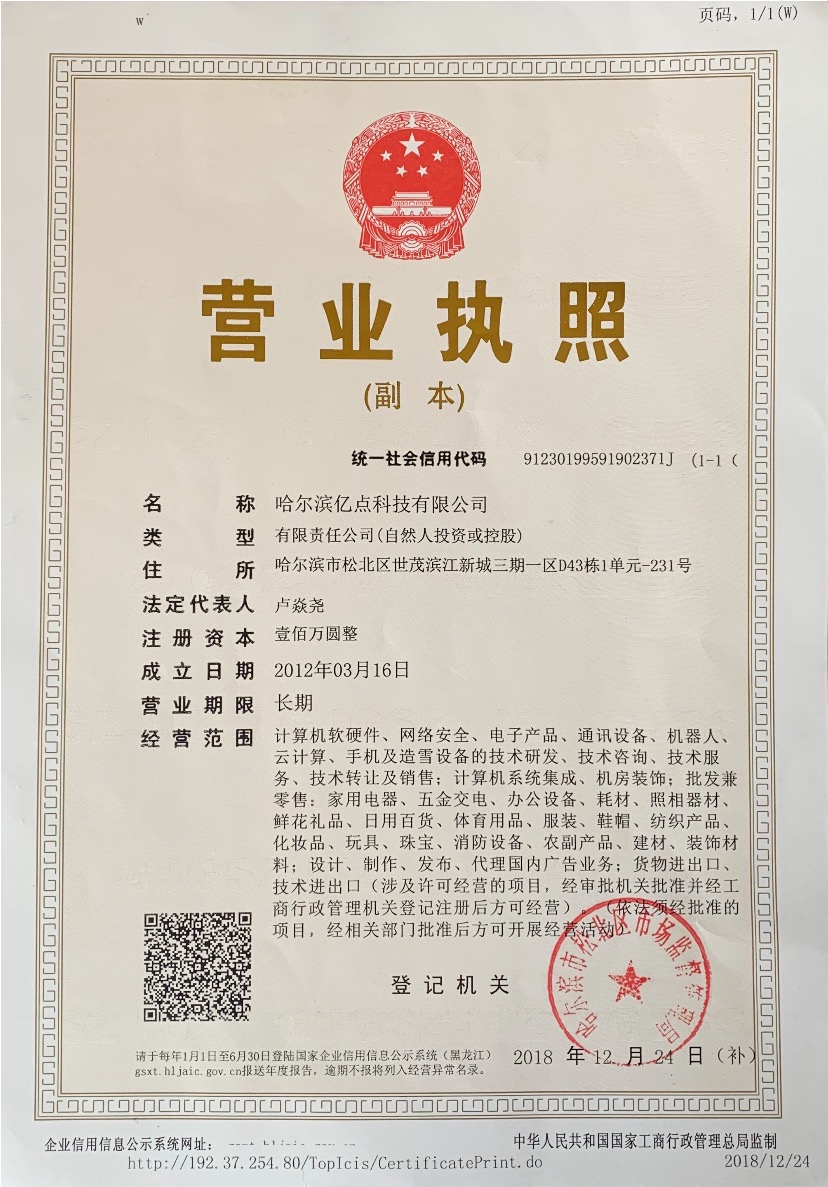 w
页码，1/1(W)
营业执照
(副 本)
统一社会信用代码 91230199591902371J (1-1 (
名称 哈尔滨亿点科技有限公司
类型 有限责任公司(自然人投资或控股)
住所 哈尔滨市松北区世茂滨江新城三期一区D43栋1单元-231号
法定代表人 卢焱尧
注册资本 壹佰万圆整
成立日期 2012年03月16日
营业期限 长期
经营范围 计算机软硬件、网络安全、电子产品、通讯设备、机器人、
云计算、手机及造雪设备的技术研发、技术咨询、技术服
务、技术转让及销售；计算机系统集成、机房装饰；批发兼
零售：家用电器、五金交电、办公设备、耗材、照相器材、
鲜花礼品、日用百货、体育用品、服装、鞋帽、纺织产品、
化妆品、玩具、珠宝、消防设备、农副产品、建材、装饰材
料；设计、制作、发布、代理国内广告业务；货物进出口、
技术进出口（涉及许可经营的项目，经审批机关批准并经工
商行政管理机关登记注册后方可经营）。（依法须经批准的
项目，经相关部门批准后方可开展经营活动）
哈尔滨市松北区市场监督管理局
登记机关
请于每年1月1日至6月30日登陆国家企业信用信息公示系统（黑龙江）
gsxt.hljaic.gov.cn报送年度报告，逾期不报将列入经营异常名录。
2018 年 12 月 24 日（补）
企业信用信息公示系统网址：
中华人民共和国国家工商行政管理总局监制
http://192.37.254.80/TopIcis/CertificatePrint.do
2018/12/24